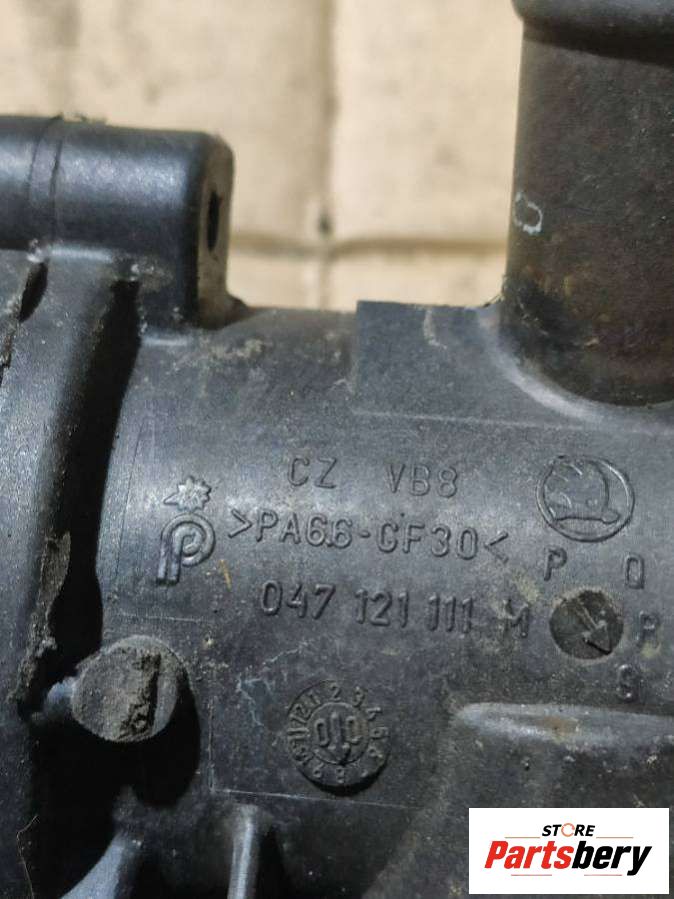 CZ VB8
>PA6.6-GF30<
047 121 111 M
P Q
R
S
STORE
Partsbery